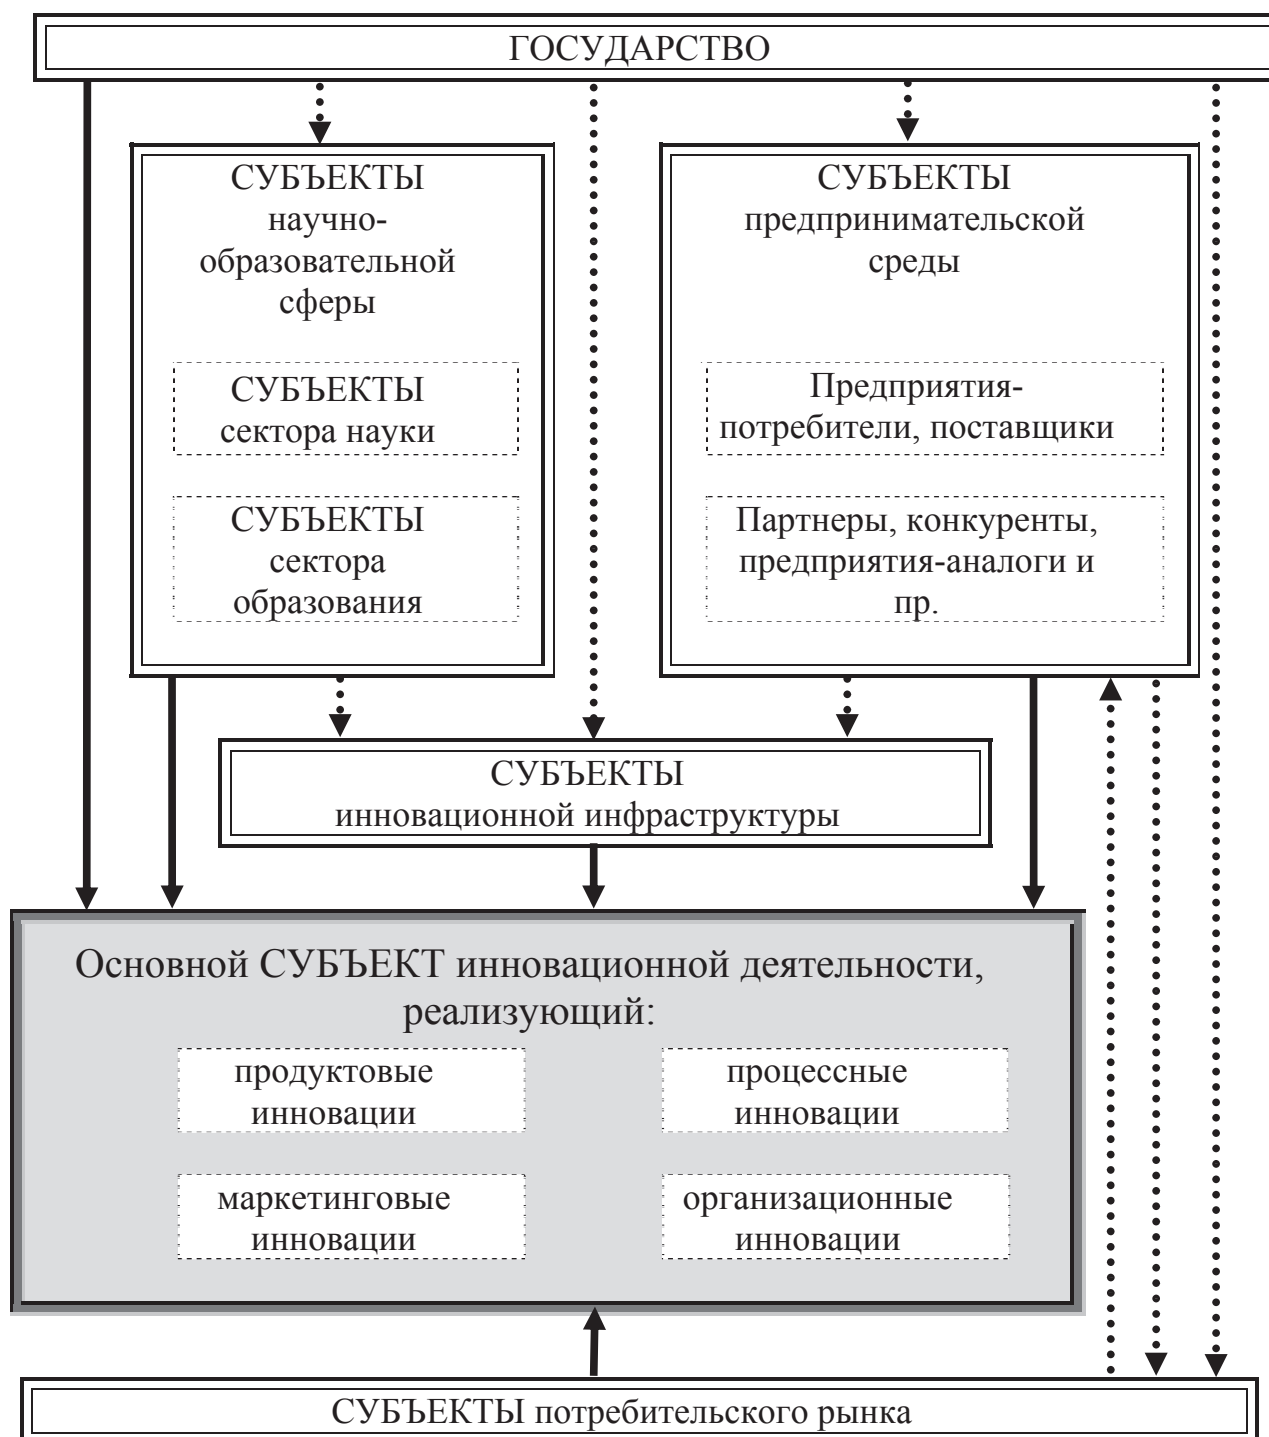 ГОСУДАРСТВО
СУБЪЕКТЫ
научно-
образовательной
сферы
СУБЪЕКТЫ
сектора науки
СУБЪЕКТЫ
сектора
образования
СУБЪЕКТЫ
предпринимательской
среды
Предприятия-
потребители, поставщики
Партнеры, конкуренты,
предприятия-аналоги и
пр.
СУБЪЕКТЫ
инновационной инфраструктуры
Основной СУБЪЕКТ инновационной деятельности,
реализующий:
продуктовые
инновации
процессные
инновации
маркетинговые
инновации
организационные
инновации
СУБЪЕКТЫ потребительского рынка